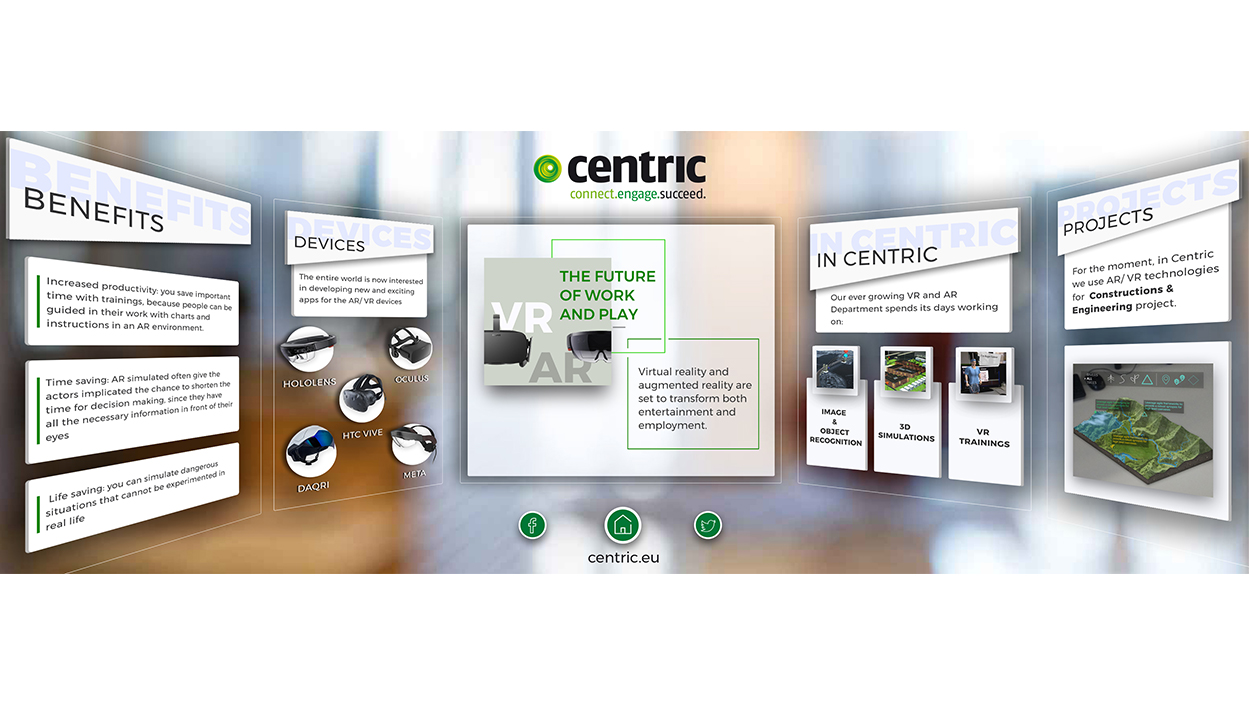 centric
connect.engage.succeed.
BENEFITS
BENEFITS
Increased productivity: you save important
time with trainings, because people can be
guided in their work with charts and
instructions in an AR environment.
Time saving: AR simulated often give the
actors implicated the chance to shorten the
time for decision making, since they have
all the necessary information in front of their
eyes
Life saving: you can simulate dangerous
situations that cannot be experimented in
real life
DEVICES
DEVICES
The entire world is now interested
in developing new and exciting
apps for the AR/ VR devices
HOLOLENS
OCULUS
HTC VIVE
DAQRI
META
VR
AR
THE FUTURE
OF WORK
AND PLAY
Virtual reality and
augmented reality are
set to transform both
entertainment and
employment.
centric.eu
IN CENTRIC
IN CENTRIC
Our ever growing VR and AR
Department spends its days working
on:
IMAGE
&
OBJECT
RECOGNITION
3D
SIMULATIONS
VR
TRAININGS
PROJECTS
PROJECTS
For the moment, in Centric
we use AR/ VR technologies
for Constructions &
Engineering project.